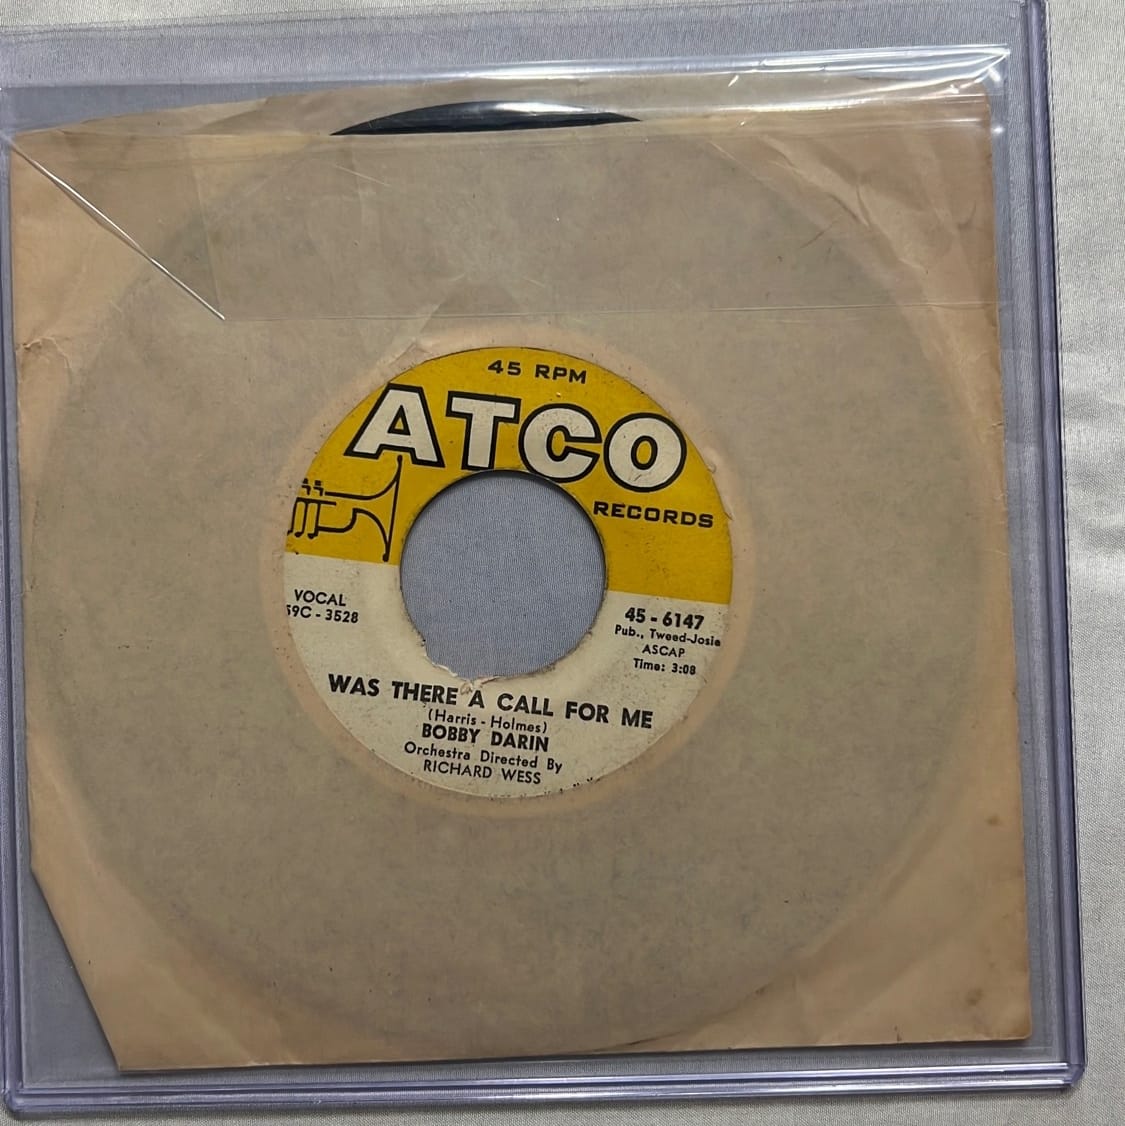 45 RPM
ATCO
RECORDS
VOCAL
59C - 3528
45 - 6147
Pub., Tweed-Josie
ASCAP
Time: 3:08
WAS THERE A CALL FOR ME
(Harris - Holmes)
BOBBY DARIN
Orchestra Directed By
RICHARD WESS